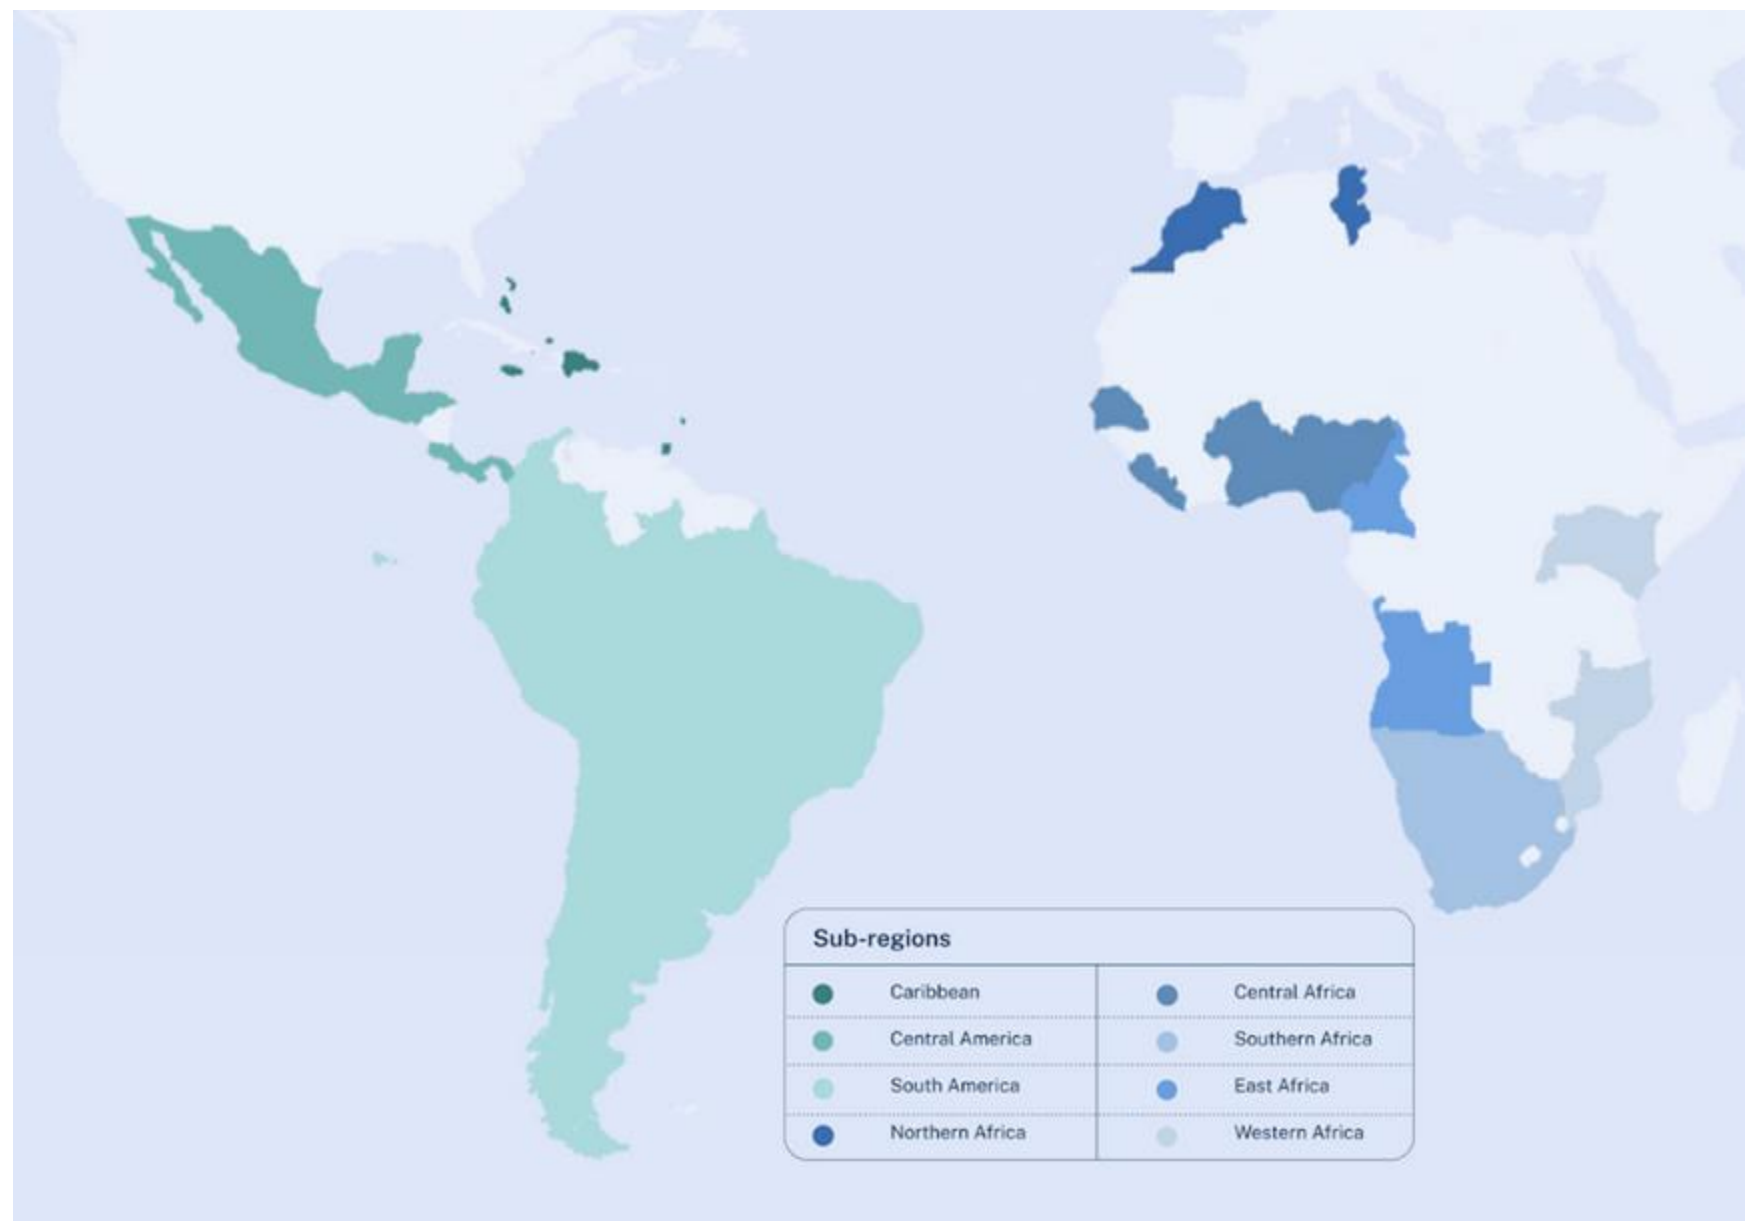 Sub-regions
Caribbean
Central Africa
Central America
Southern Africa
South America
East Africa
Northern Africa
Western Africa